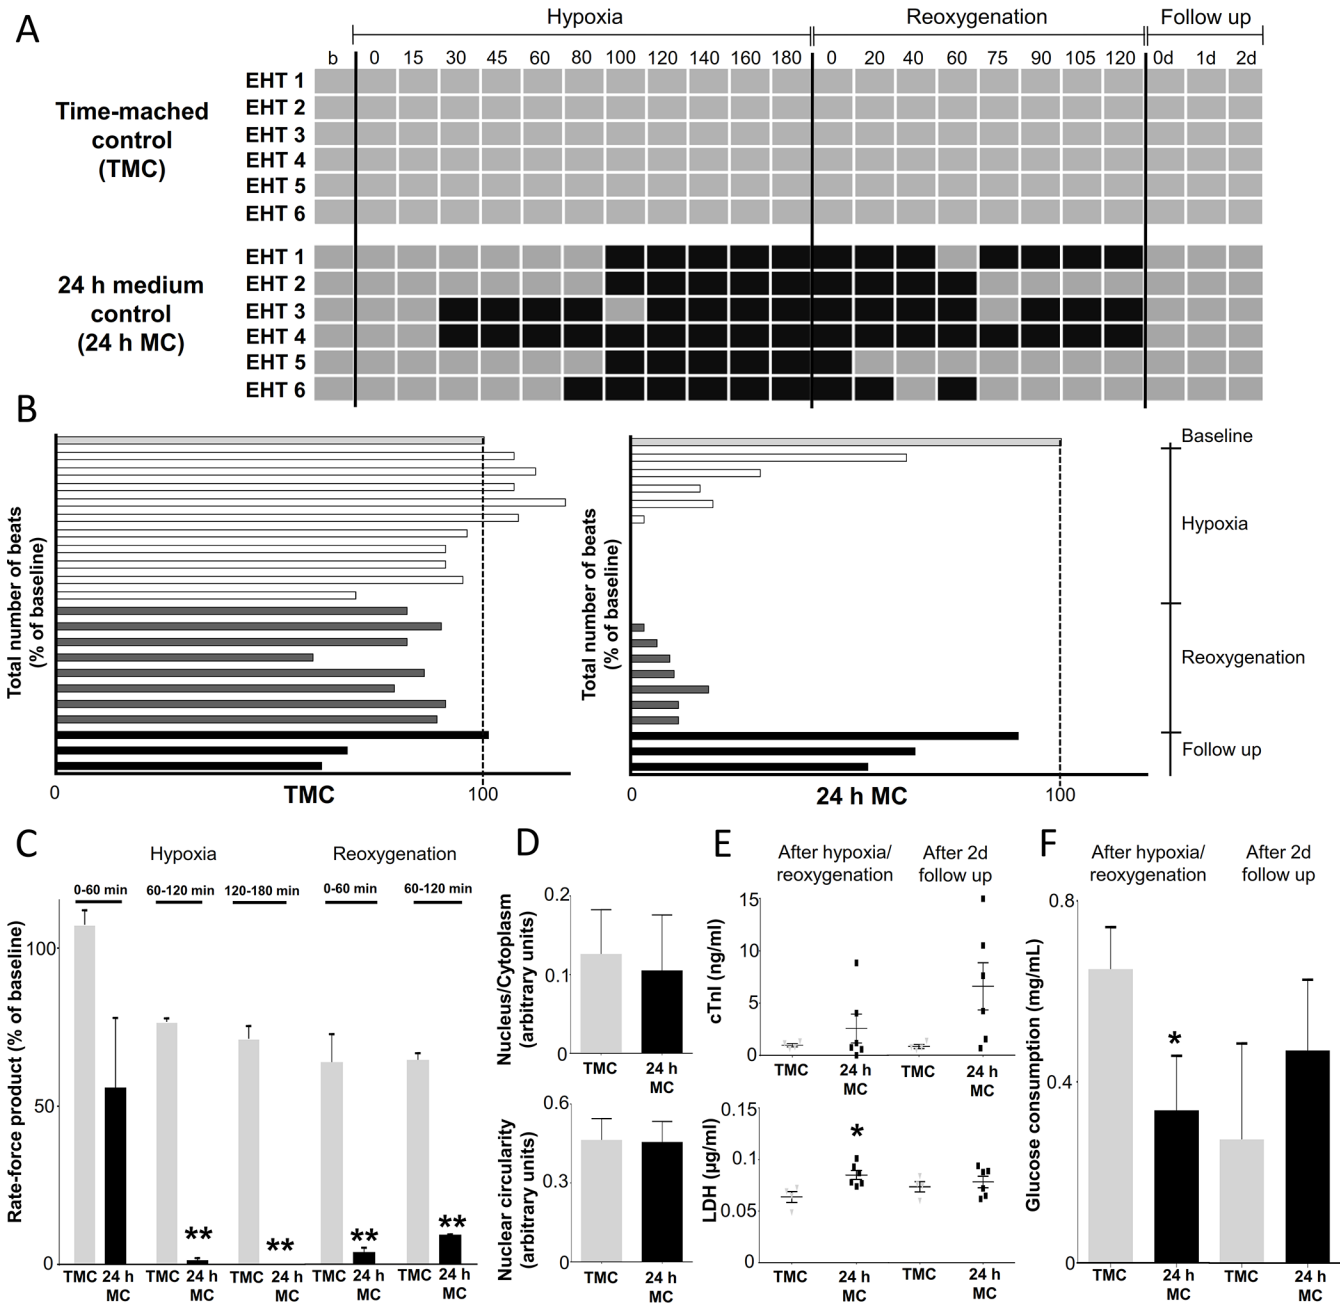 A
Hypoxia Reoxygenation Follow up
b 0 15 30 45 60 80 100 120 140 160 180 0 20 40 60 75 90 105 120 0d 1d 2d
Time-mached
control
(TMC)
EHT 1
EHT 2
EHT 3
EHT 4
EHT 5
EHT 6
24 h medium
control
(24 h MC)
EHT 1
EHT 2
EHT 3
EHT 4
EHT 5
EHT 6
B
Total number of beats
(% of baseline)
0 TMC 100
Total number of beats
(% of baseline)
0 24 h MC 100
Baseline
Hypoxia
Reoxygenation
Follow up
C
Hypoxia Reoxygenation
0-60 min 60-120 min 120-180 min 0-60 min 60-120 min
Rate-force product (% of baseline)
100
50
0
** ** ** **
TMC 24 h TMC 24 h TMC 24 h TMC 24 h TMC 24 h
MC MC MC MC MC
D
Nucleus/Cytoplasm
(arbitrary units)
0.2
0.1
0
TMC 24 h
MC
Nuclear circularity
(arbitrary units)
0.6
0.3
0
TMC 24 h
MC
E
After hypoxia/ After 2d
reoxygenation follow up
cTnI (ng/ml)
15
10
5
0
TMC 24 h TMC 24 h
MC MC
LDH (µg/ml)
0.15
0.1
0.05
0
*
TMC 24 h TMC 24 h
MC MC
F
After hypoxia/ After 2d
reoxygenation follow up
Glucose consumption (mg/mL)
0.8
0.4
0
*
TMC 24 h TMC 24 h
MC MC